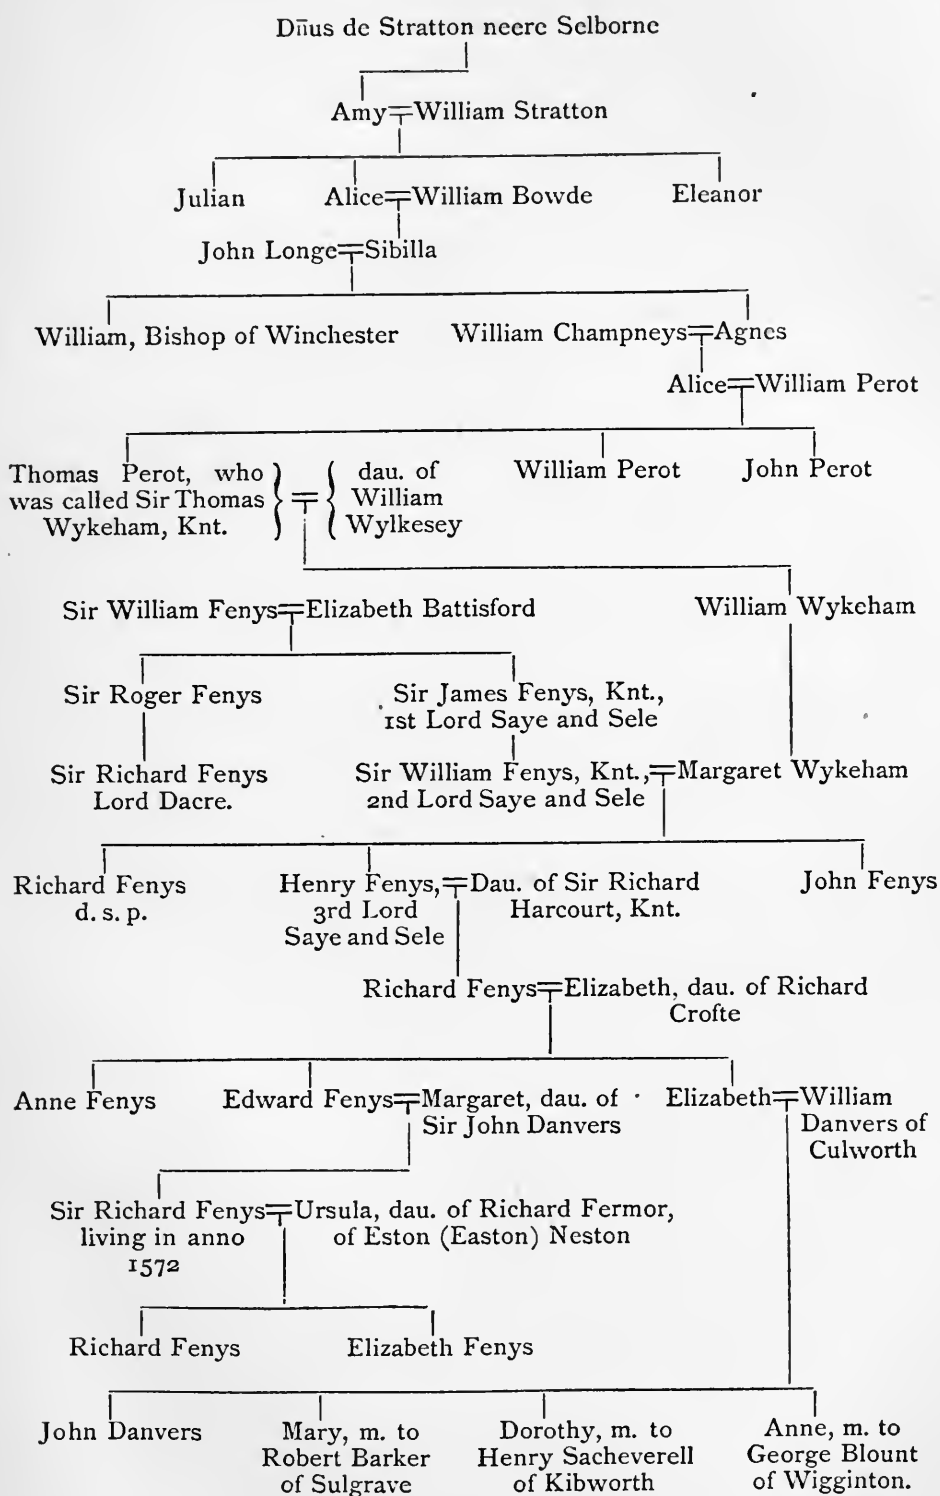 Dn̄us de Stratton neere Selborne
Amy=William Stratton
Julian Alice=William Bowde Eleanor
John Longe=Sibilla
William, Bishop of Winchester William Champneys=Agnes
Alice=William Perot
Thomas Perot, who was called Sir Thomas Wykeham, Knt. } = { dau. of William Wylkesey
William Perot John Perot
Sir William Fenys=Elizabeth Battisford William Wykeham
Sir Roger Fenys Sir James Fenys, Knt.,
1st Lord Saye and Sele
Sir Richard Fenys Sir William Fenys, Knt.,=Margaret Wykeham
Lord Dacre. 2nd Lord Saye and Sele
Richard Fenys Henry Fenys,=Dau. of Sir Richard John Fenys
d. s. p. 3rd Lord Harcourt, Knt.
Saye and Sele
Richard Fenys=Elizabeth, dau. of Richard
Crofte
Anne Fenys Edward Fenys=Margaret, dau. of Elizabeth=William
Sir John Danvers Danvers of
Culworth
Sir Richard Fenys=Ursula, dau. of Richard Fermor,
living in anno of Eston (Easton) Neston
1572
Richard Fenys Elizabeth Fenys
John Danvers Mary, m. to Dorothy, m. to Anne, m. to
Robert Barker Henry Sacheverell George Blount
of Sulgrave of Kibworth of Wigginton.